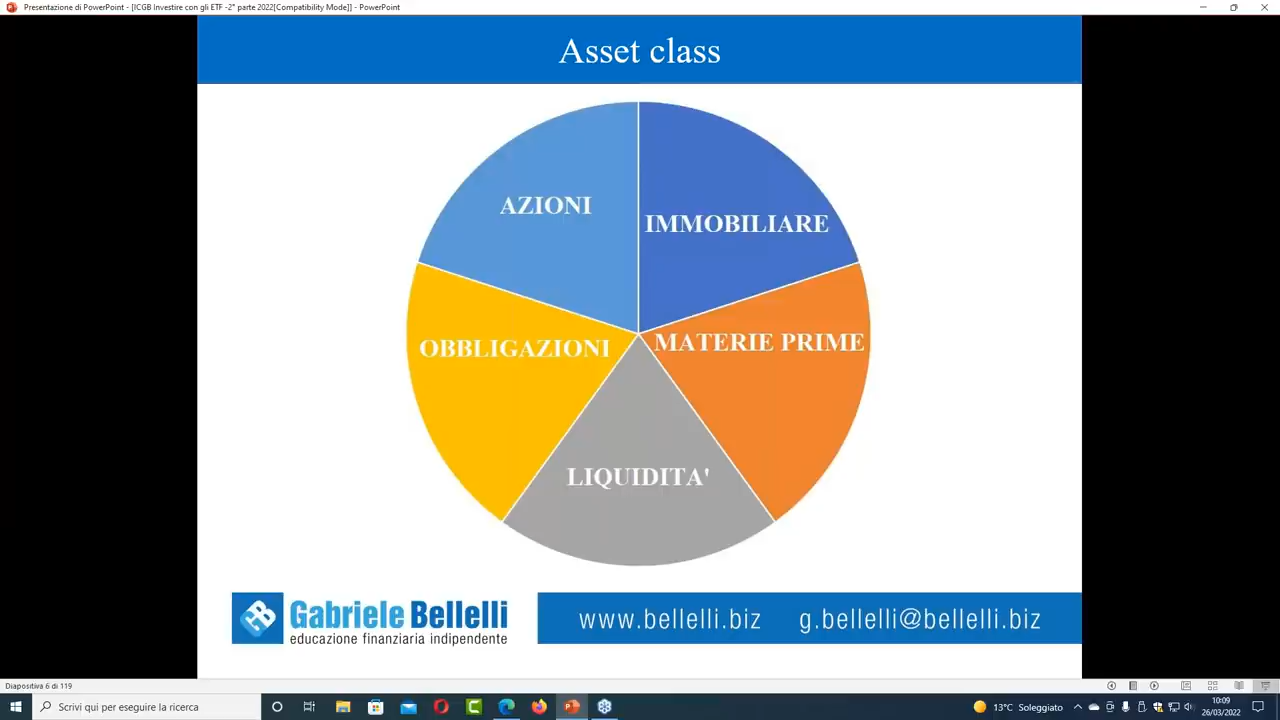 Presentazione di PowerPoint - [ICGB Investire con gli ETF -2° parte 2022[Compatibility Mode]] - PowerPoint
Asset class
AZIONI
IMMOBILIARE
OBBLIGAZIONI
MATERIE PRIME
LIQUIDITA'
Gabriele Bellelli
educazione finanziaria indipendente
www.bellelli.biz g.bellelli@bellelli.biz
Diapositiva 6 di 119
Scrivi qui per eseguire la ricerca
13°C Soleggiato
10:09
26/03/2022